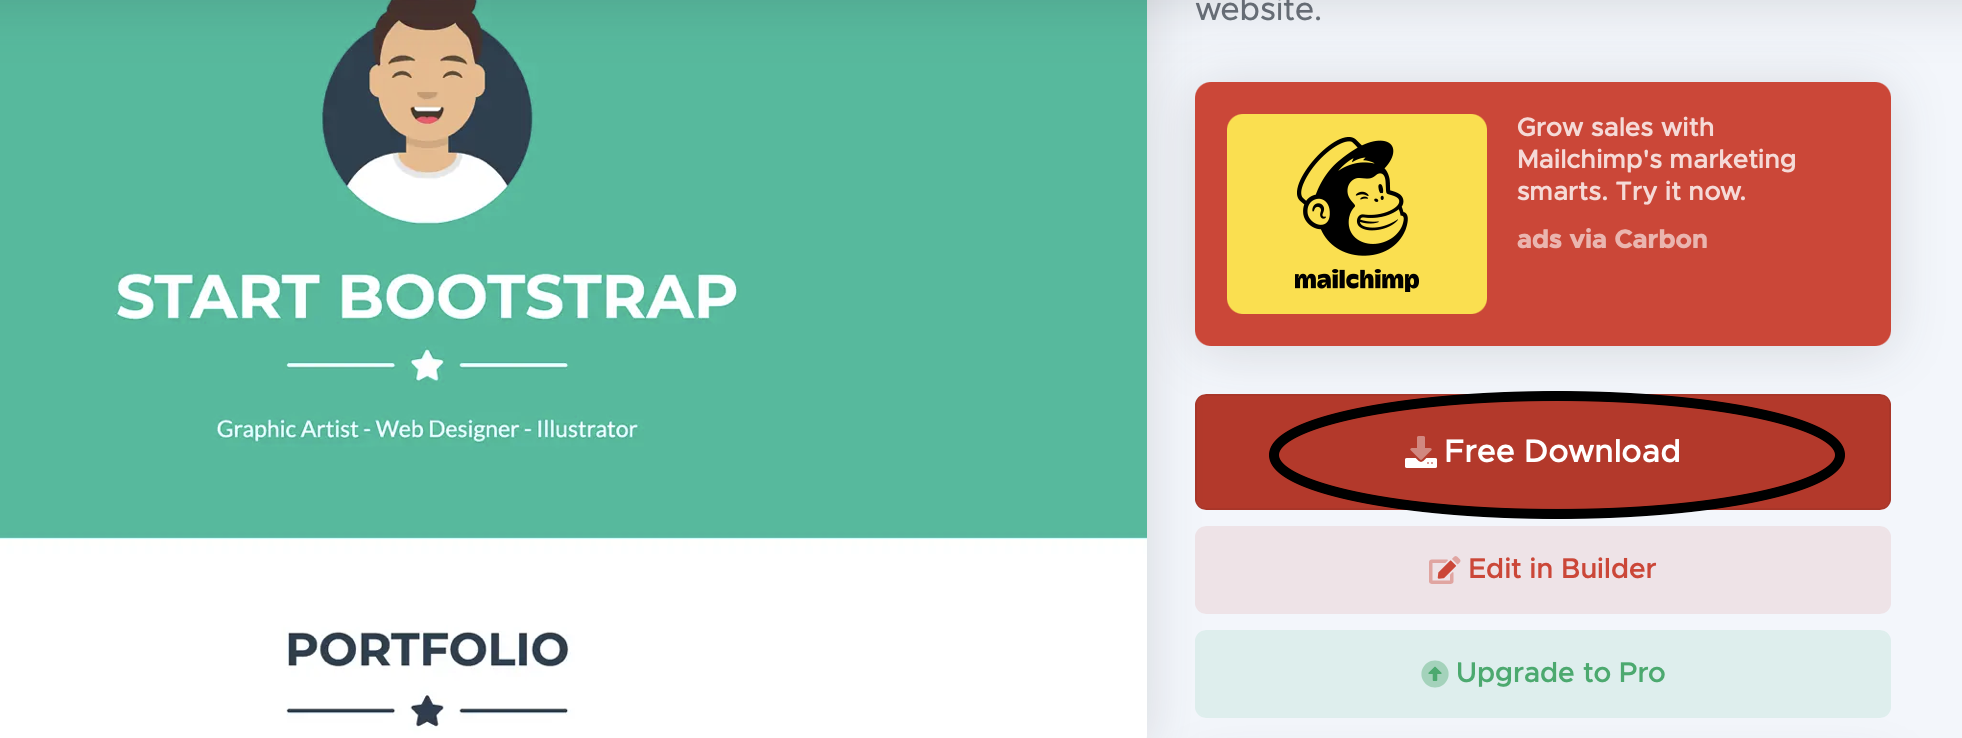 START BOOTSTRAP
Graphic Artist - Web Designer - Illustrator
PORTFOLIO
website.
mailchimp
Grow sales with
Mailchimp's marketing
smarts. Try it now.
ads via Carbon
Free Download
Edit in Builder
Upgrade to Pro